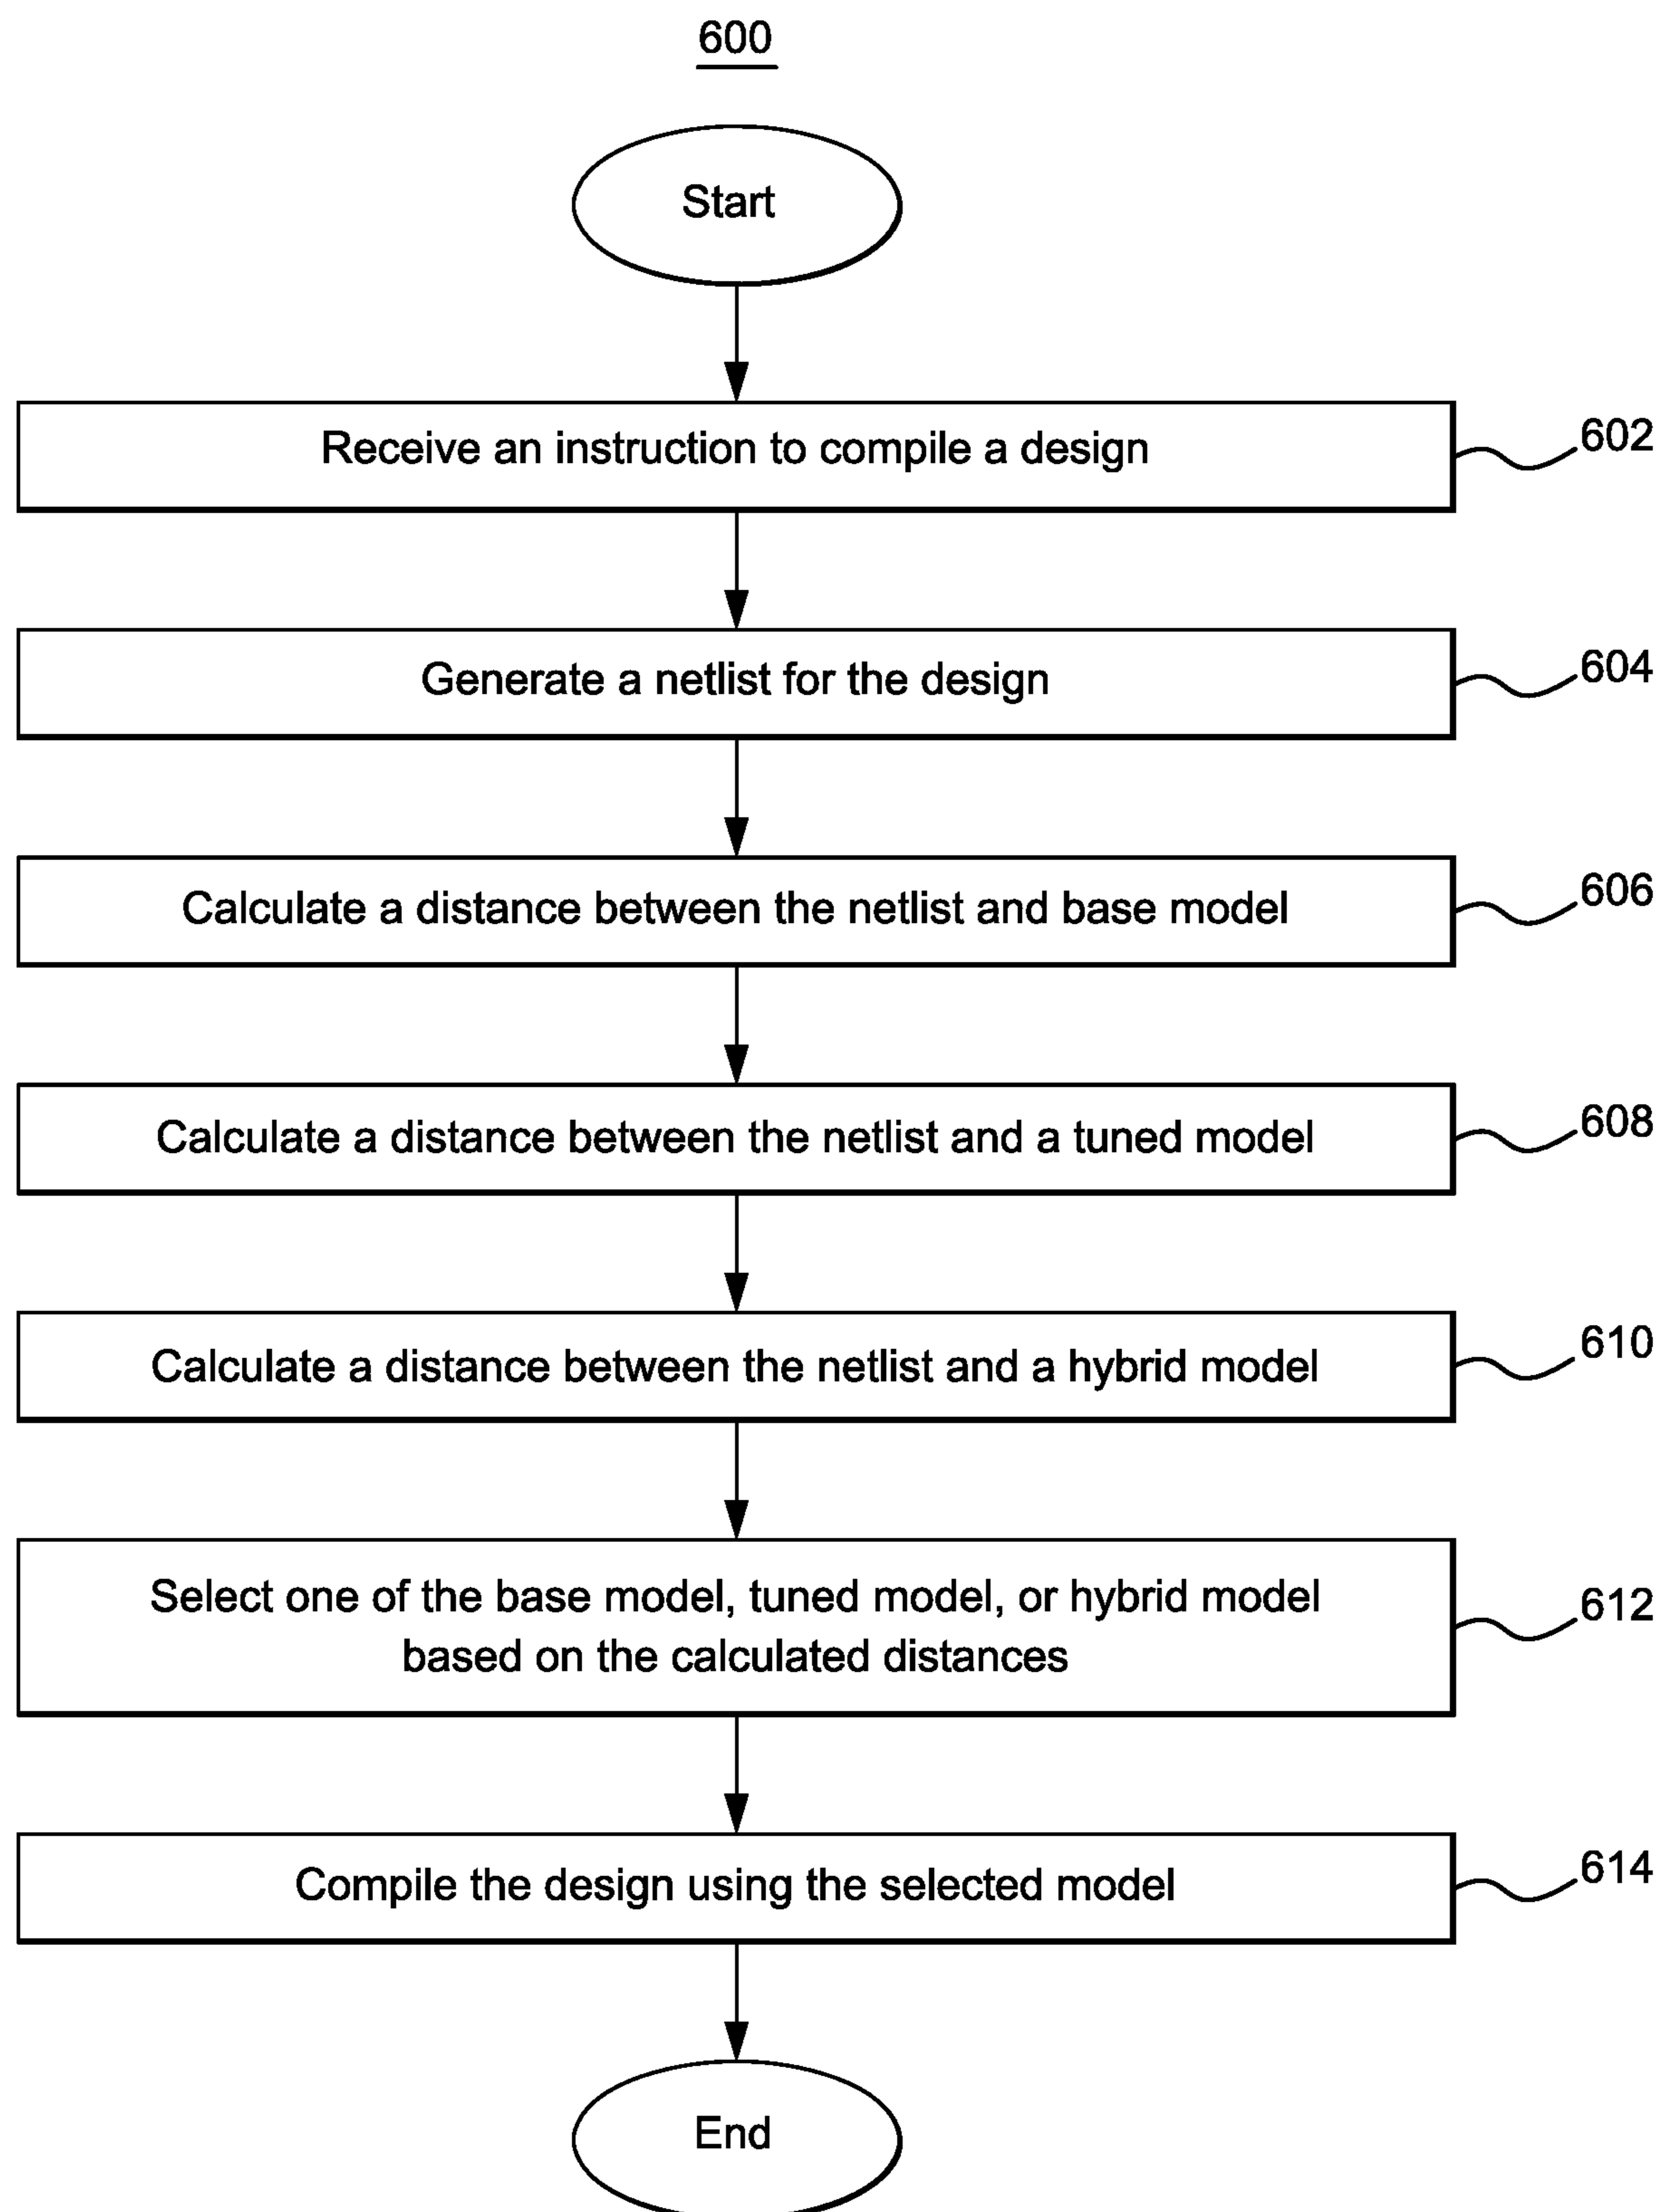 600
Start
Receive an instruction to compile a design
602
Generate a netlist for the design
604
Calculate a distance between the netlist and base model
606
Calculate a distance between the netlist and a tuned model
608
Calculate a distance between the netlist and a hybrid model
610
Select one of the base model, tuned model, or hybrid model
based on the calculated distances
612
Compile the design using the selected model
614
End